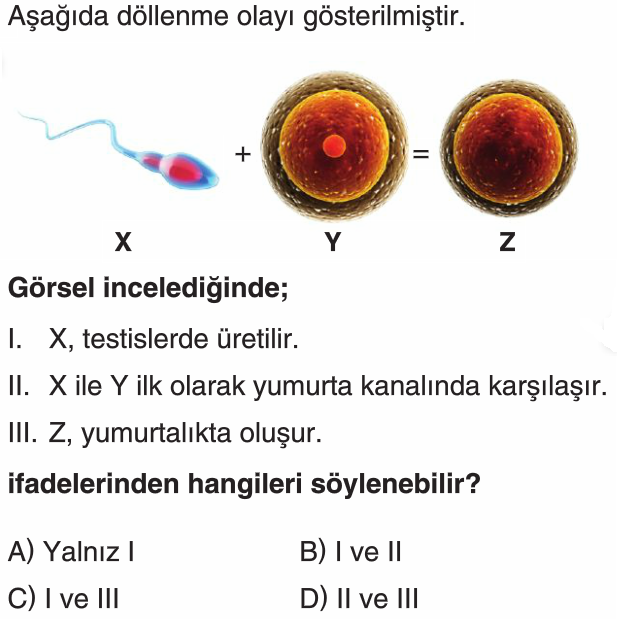 Aşağıda döllenme olayı gösterilmiştir.
+ =
X Y Z
Görsel incelediğinde;
I. X, testislerde üretilir.
II. X ile Y ilk olarak yumurta kanalında karşılaşır.
III. Z, yumurtalıkta oluşur.
ifadelerinden hangileri söylenebilir?
A) Yalnız I B) I ve II
C) I ve III D) II ve III